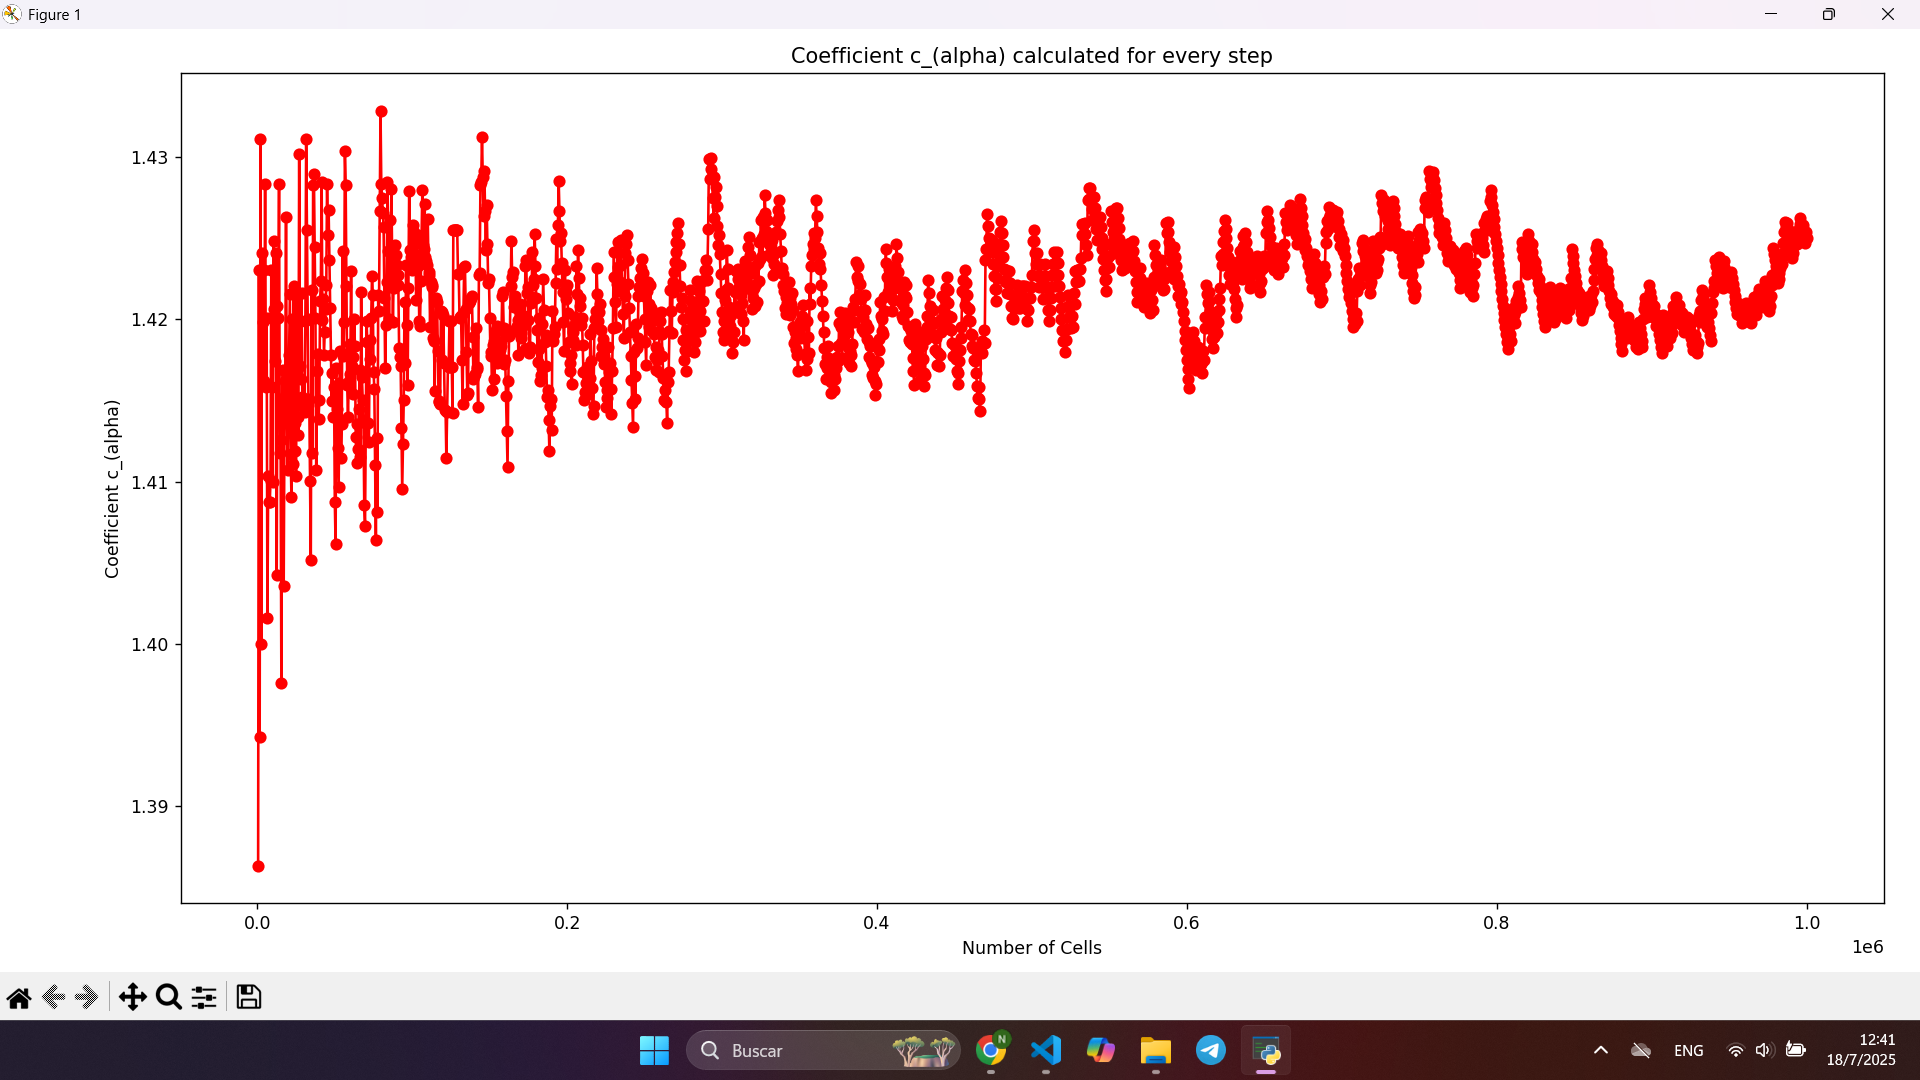 Figure 1
Coefficient c_(alpha) calculated for every step
1.43
1.42
1.41
1.40
1.39
Coefficient c_(alpha)
0.0
0.2
0.4
0.6
0.8
1.0
1e6
Number of Cells
Buscar
N
ENG
12:41
18/7/2025